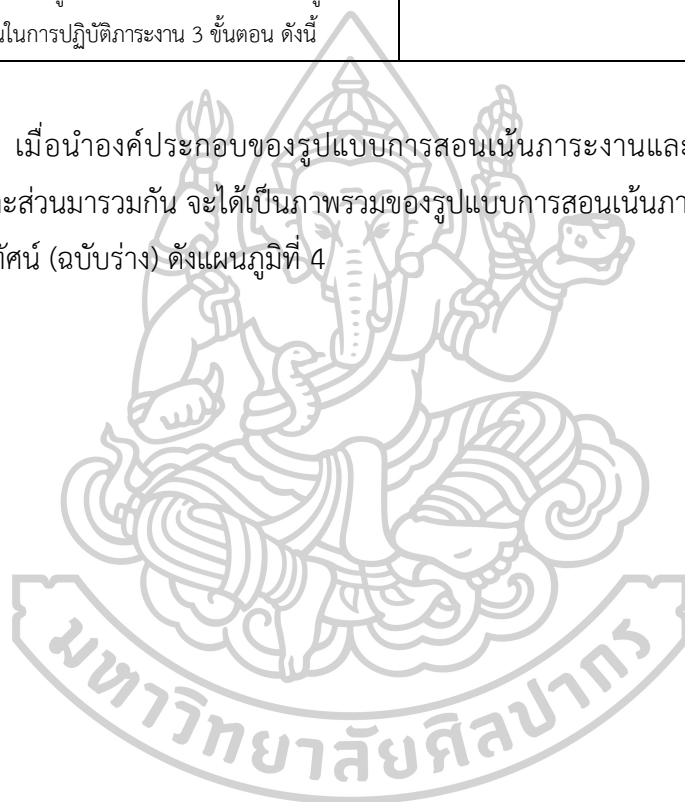 นในการปฏิบัติภาระงาน 3 ขั้นตอน ดังนี้
เมื่อนำองค์ประกอบของรูปแบบการสอนเน้นภาระงานและ
ะส่วนมารวมกัน จะได้เป็นภาพรวมของรูปแบบการสอนเน้นภา
ทัศน์ (ฉบับร่าง) ดังแผนภูมิที่ 4
มหาวิทยาลัยศิลปากร